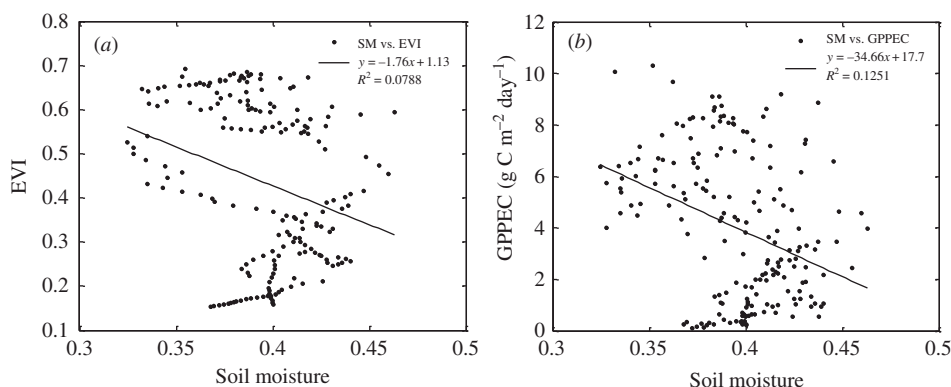 (a)
SM vs. EVI
y = −1.76x + 1.13
R² = 0.0788
EVI
0.8
0.7
0.6
0.5
0.4
0.3
0.2
0.1
0.3
0.35
0.4
0.45
0.5
Soil moisture
(b)
SM vs. GPPEC
y = −34.66x + 17.7
R² = 0.1251
GPPEC (g C m⁻² day⁻¹)
12
10
8
6
4
2
0
0.3
0.35
0.4
0.45
0.5
Soil moisture